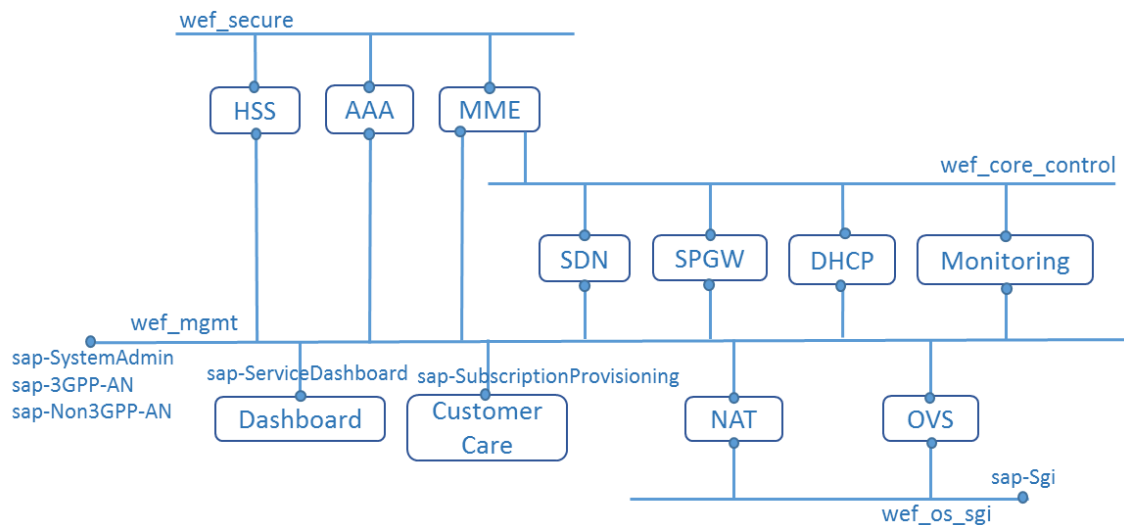 wef_secure
HSS
AAA
MME
wef_core_control
SDN
SPGW
DHCP
Monitoring
wef_mgmt
sap-SystemAdmin
sap-3GPP-AN
sap-Non3GPP-AN
sap-ServiceDashboard
sap-SubscriptionProvisioning
Dashboard
Customer
Care
NAT
OVS
sap-Sgi
wef_os_sgi